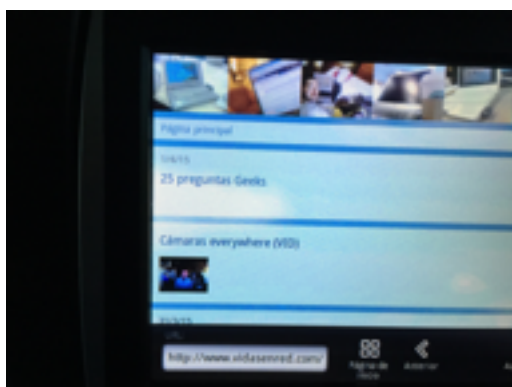 Página principal
25 preguntas Geeks
Cámaras everywhere (VID)
http://www.vidasenred.com/
Página de
inicio
Anterior